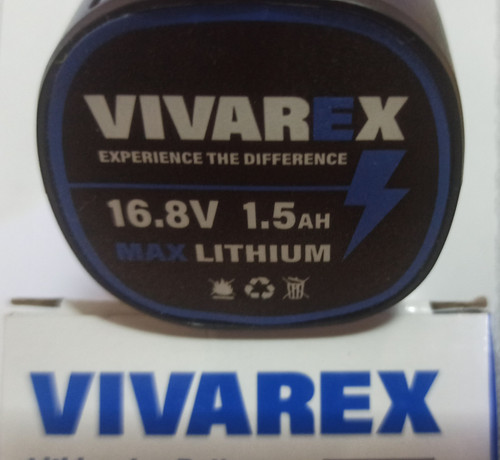 VIVAREX
EXPERIENCE THE DIFFERENCE
16.8V 1.5AH
MAX LITHIUM
VIVAREX